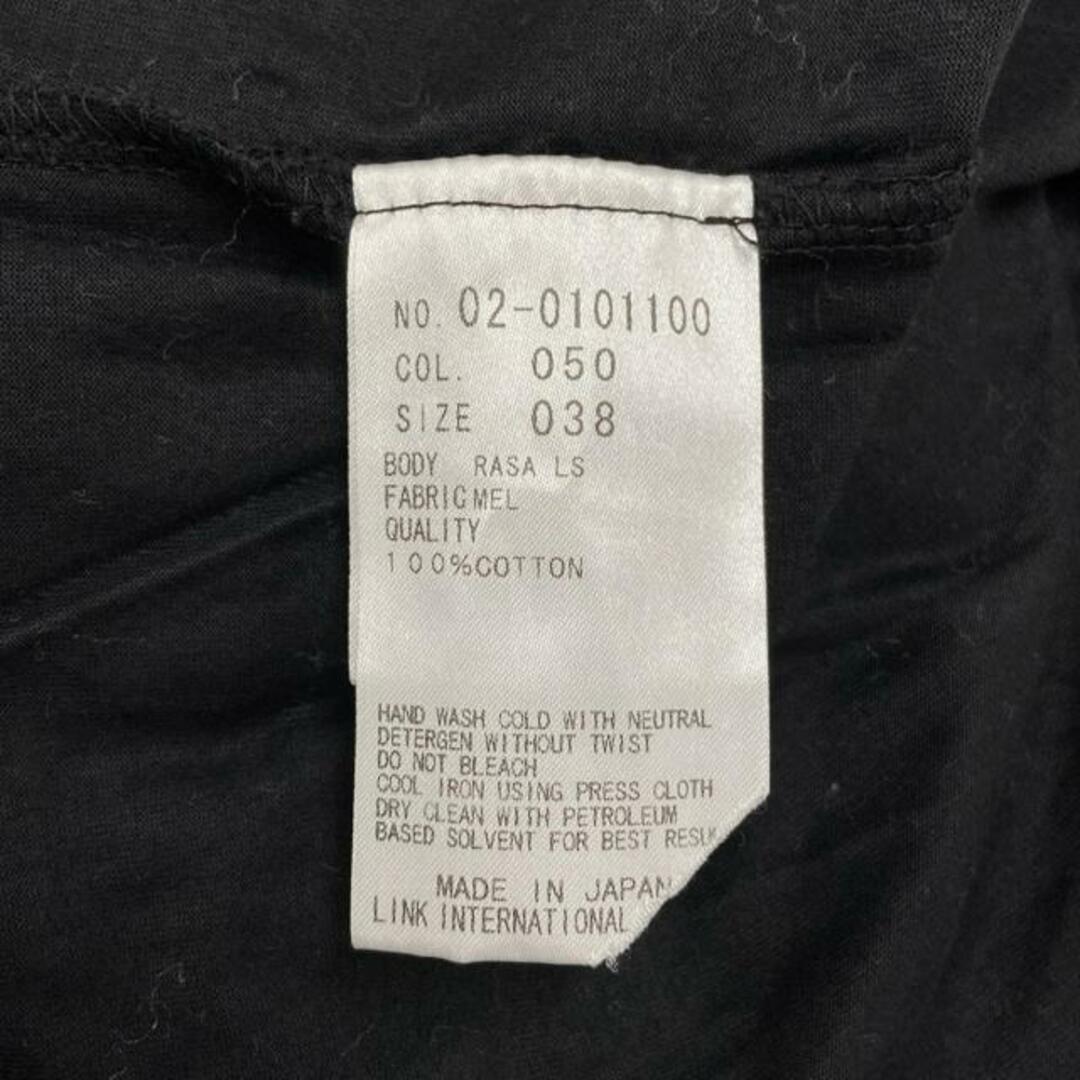 NO. 02-0101100
COL. 050
SIZE 038
BODY RASA LS
FABRIC MEL
QUALITY
100%COTTON
HAND WASH COLD WITH NEUTRAL
DETERGEN WITHOUT TWIST
DO NOT BLEACH
COOL IRON USING PRESS CLOTH
DRY CLEAN WITH PETROLEUM
BASED SOLVENT FOR BEST
MADE IN JAPAN
LINK INTERNATIONAL